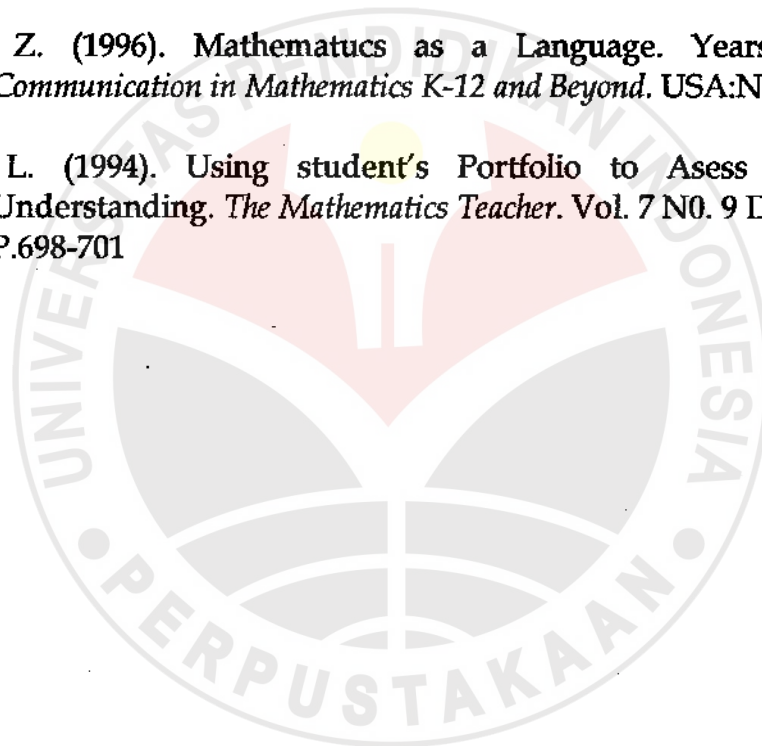 Z. (1996). Mathematucs as a Language. Years
Communication in Mathematics K-12 and Beyond. USA:N
L. (1994). Using student's Portfolio to Asess
Understanding. The Mathematics Teacher. Vol. 7 N0. 9 D
P.698-701
UNIVERSITAS PENDIDIKAN INDONESIA
PERPUSTAKAAN